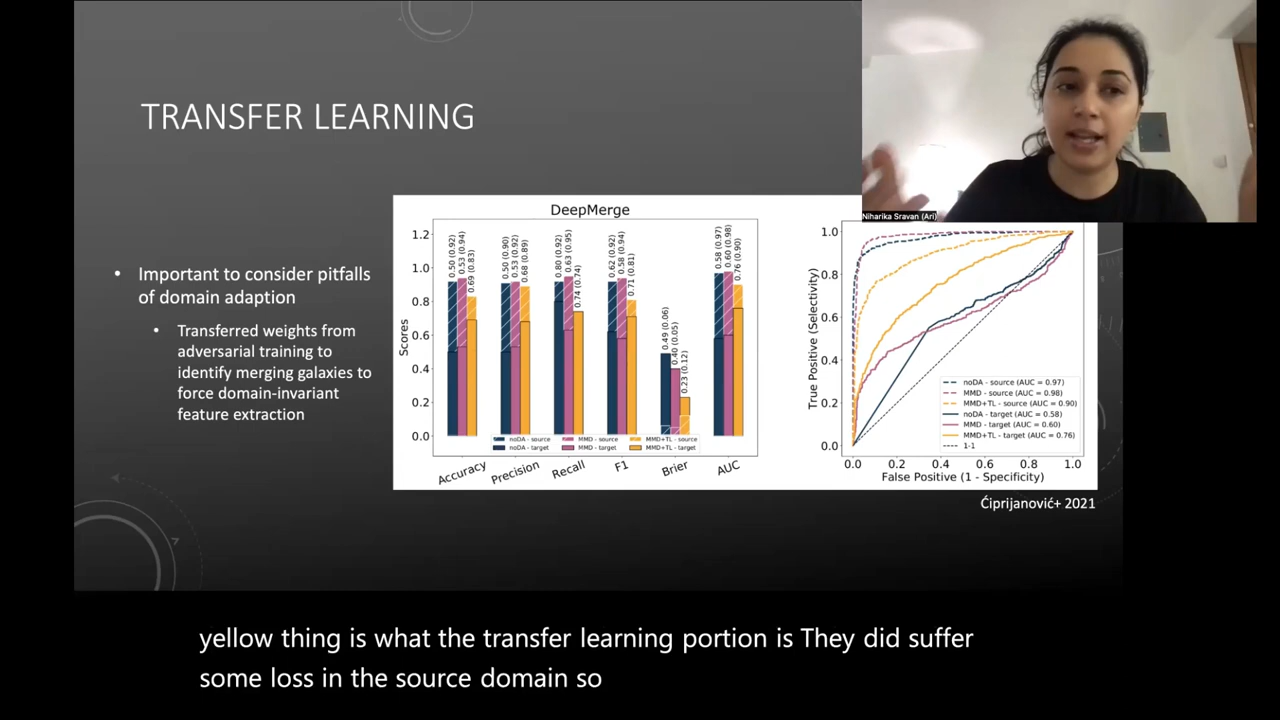 TRANSFER LEARNING
Niharika Sravan (Ari)
• Important to consider pitfalls
of domain adaption
• Transferred weights from
adversarial training to
identify merging galaxies to
force domain-invariant
feature extraction
DeepMerge
Scores
1.2
1.0
0.8
0.6
0.4
0.2
0.0
0.50 (0.92)
0.53 (0.94)
0.69 (0.83)
0.50 (0.90)
0.53 (0.92)
0.68 (0.89)
0.80 (0.92)
0.63 (0.95)
0.74 (0.74)
0.62 (0.92)
0.58 (0.94)
0.71 (0.81)
0.49 (0.06)
0.40 (0.05)
0.23 (0.12)
0.58 (0.97)
0.60 (0.98)
0.76 (0.90)
noDA - source MMD - source MMD+TL - source
noDA - target MMD - target MMD+TL - target
Accuracy Precision Recall F1 Brier AUC
True Positive (Selectivity)
1.0
0.8
0.6
0.4
0.2
0.0
noDA - source (AUC = 0.97)
MMD - source (AUC = 0.98)
MMD+TL - source (AUC = 0.90)
noDA - target (AUC = 0.58)
MMD - target (AUC = 0.60)
MMD+TL - target (AUC = 0.76)
1-1
0.0 0.2 0.4 0.6 0.8 1.0
False Positive (1 - Specificity)
Ćiprijanović+ 2021
yellow thing is what the transfer learning portion is They did suffer
some loss in the source domain so